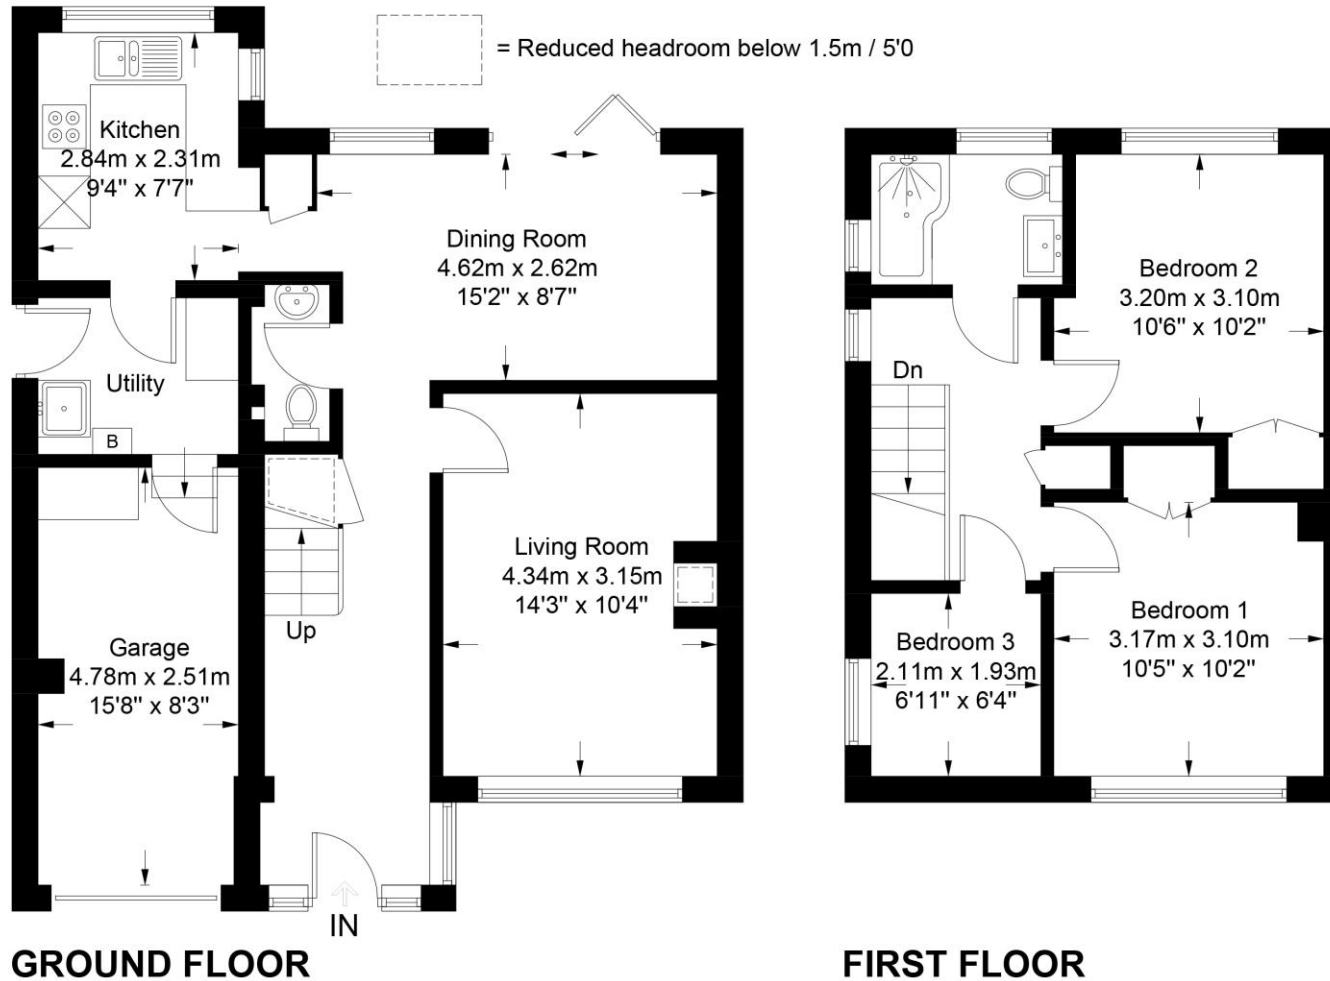 = Reduced headroom below 1.5m / 5'0
Kitchen
2.84m x 2.31m
9'4" x 7'7"
Dining Room
4.62m x 2.62m
15'2" x 8'7"
Utility
B
Living Room
4.34m x 3.15m
14'3" x 10'4"
Up
Garage
4.78m x 2.51m
15'8" x 8'3"
IN
GROUND FLOOR
Bedroom 2
3.20m x 3.10m
10'6" x 10'2"
Dn
Bedroom 1
3.17m x 3.10m
10'5" x 10'2"
Bedroom 3
2.11m x 1.93m
6'11" x 6'4"
FIRST FLOOR